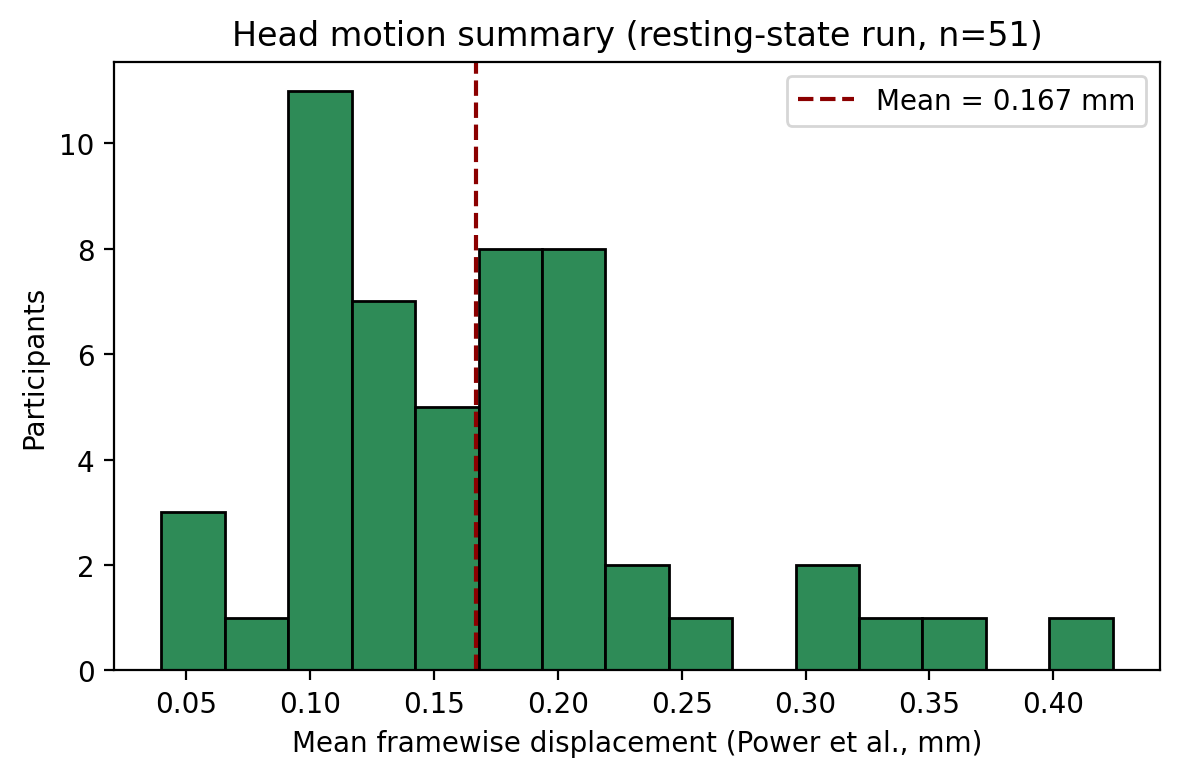 Head motion summary (resting-state run, n=51)
Mean = 0.167 mm
10
8
6
4
2
0
Participants
0.05 0.10 0.15 0.20 0.25 0.30 0.35 0.40
Mean framewise displacement (Power et al., mm)